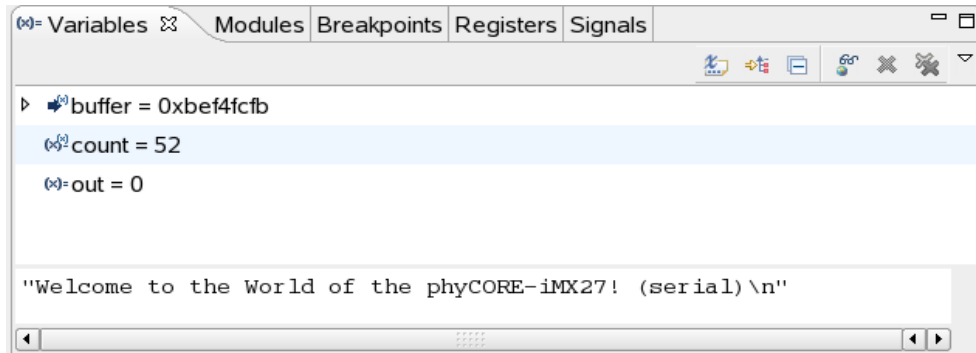 (x)= Variables Modules Breakpoints Registers Signals
buffer = 0xbef4fcfb
count = 52
out = 0
"Welcome to the World of the phyCORE-iMX27! (serial)\n"